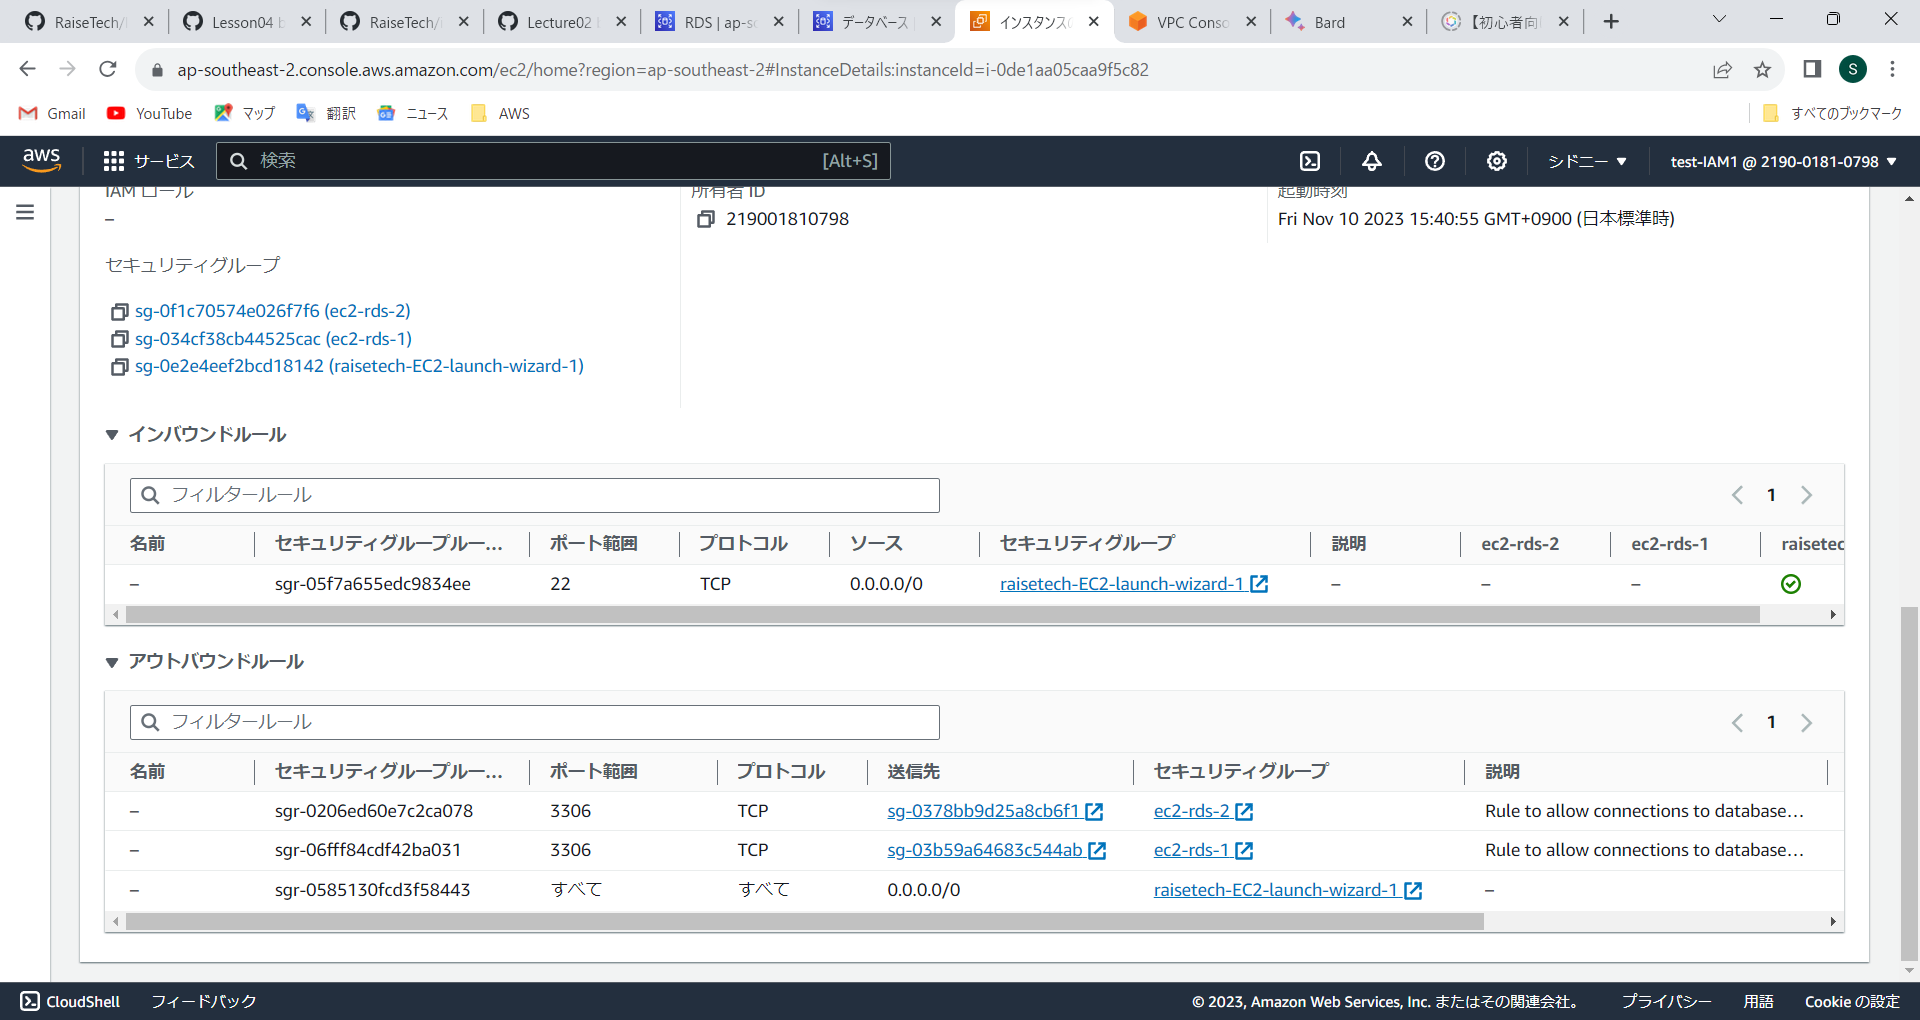 RaiseTech/
Lesson04 b
RaiseTech/
Lecture02
RDS | ap-s
データベース
インスタンス
VPC Conso
Bard
【初心者向
ap-southeast-2.console.aws.amazon.com/ec2/home?region=ap-southeast-2#InstanceDetails:instanceId=i-0de1aa05caa9f5c82
S
Gmail
YouTube
マップ
翻訳
ニュース
AWS
すべてのブックマーク
aws
サービス
検索
[Alt+S]
シドニー
test-IAM1 @ 2190-0181-0798
IAM ロール
所有者 ID
起動時刻
–
219001810798
Fri Nov 10 2023 15:40:55 GMT+0900 (日本標準時)
セキュリティグループ
sg-0f1c70574e026f7f6 (ec2-rds-2)
sg-034cf38cb44525cac (ec2-rds-1)
sg-0e2e4eef2bcd18142 (raisetech-EC2-launch-wizard-1)
インバウンドルール
フィルタールール
1
名前 セキュリティグループルー... ポート範囲 プロトコル ソース セキュリティグループ 説明 ec2-rds-2 ec2-rds-1 raisetec
– sgr-05f7a655edc9834ee 22 TCP 0.0.0.0/0 raisetech-EC2-launch-wizard-1 – – –
アウトバウンドルール
フィルタールール
1
名前 セキュリティグループルー... ポート範囲 プロトコル 送信先 セキュリティグループ 説明
– sgr-0206ed60e7c2ca078 3306 TCP sg-0378bb9d25a8cb6f1 ec2-rds-2 Rule to allow connections to database...
– sgr-06fff84cdf42ba031 3306 TCP sg-03b59a64683c544ab ec2-rds-1 Rule to allow connections to database...
– sgr-0585130fcd3f58443 すべて すべて 0.0.0.0/0 raisetech-EC2-launch-wizard-1 –
CloudShell
フィードバック
© 2023, Amazon Web Services, Inc. またはその関連会社。
プライバシー
用語
Cookie の設定